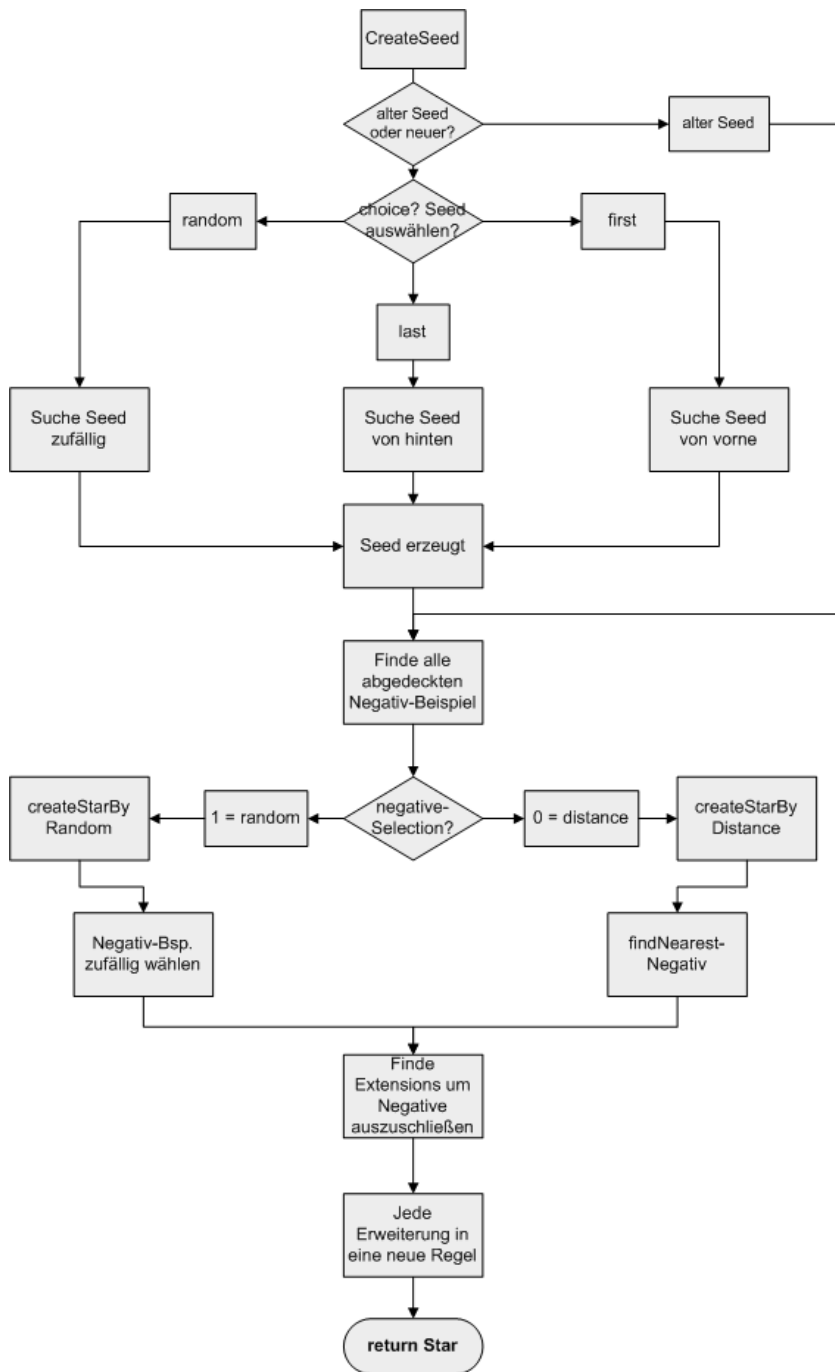 CreateSeed
alter Seed
oder neuer?
alter Seed
random
choice? Seed
auswählen?
first
last
Suche Seed
zufällig
Suche Seed
von hinten
Suche Seed
von vorne
Seed erzeugt
Finde alle
abgedeckten
Negativ-Beispiel
createStarBy
Random
1 = random
negative-
Selection?
0 = distance
createStarBy
Distance
Negativ-Bsp.
zufällig wählen
findNearest-
Negativ
Finde
Extensions um
Negative
auszuschließen
Jede
Erweiterung in
eine neue Regel
return Star